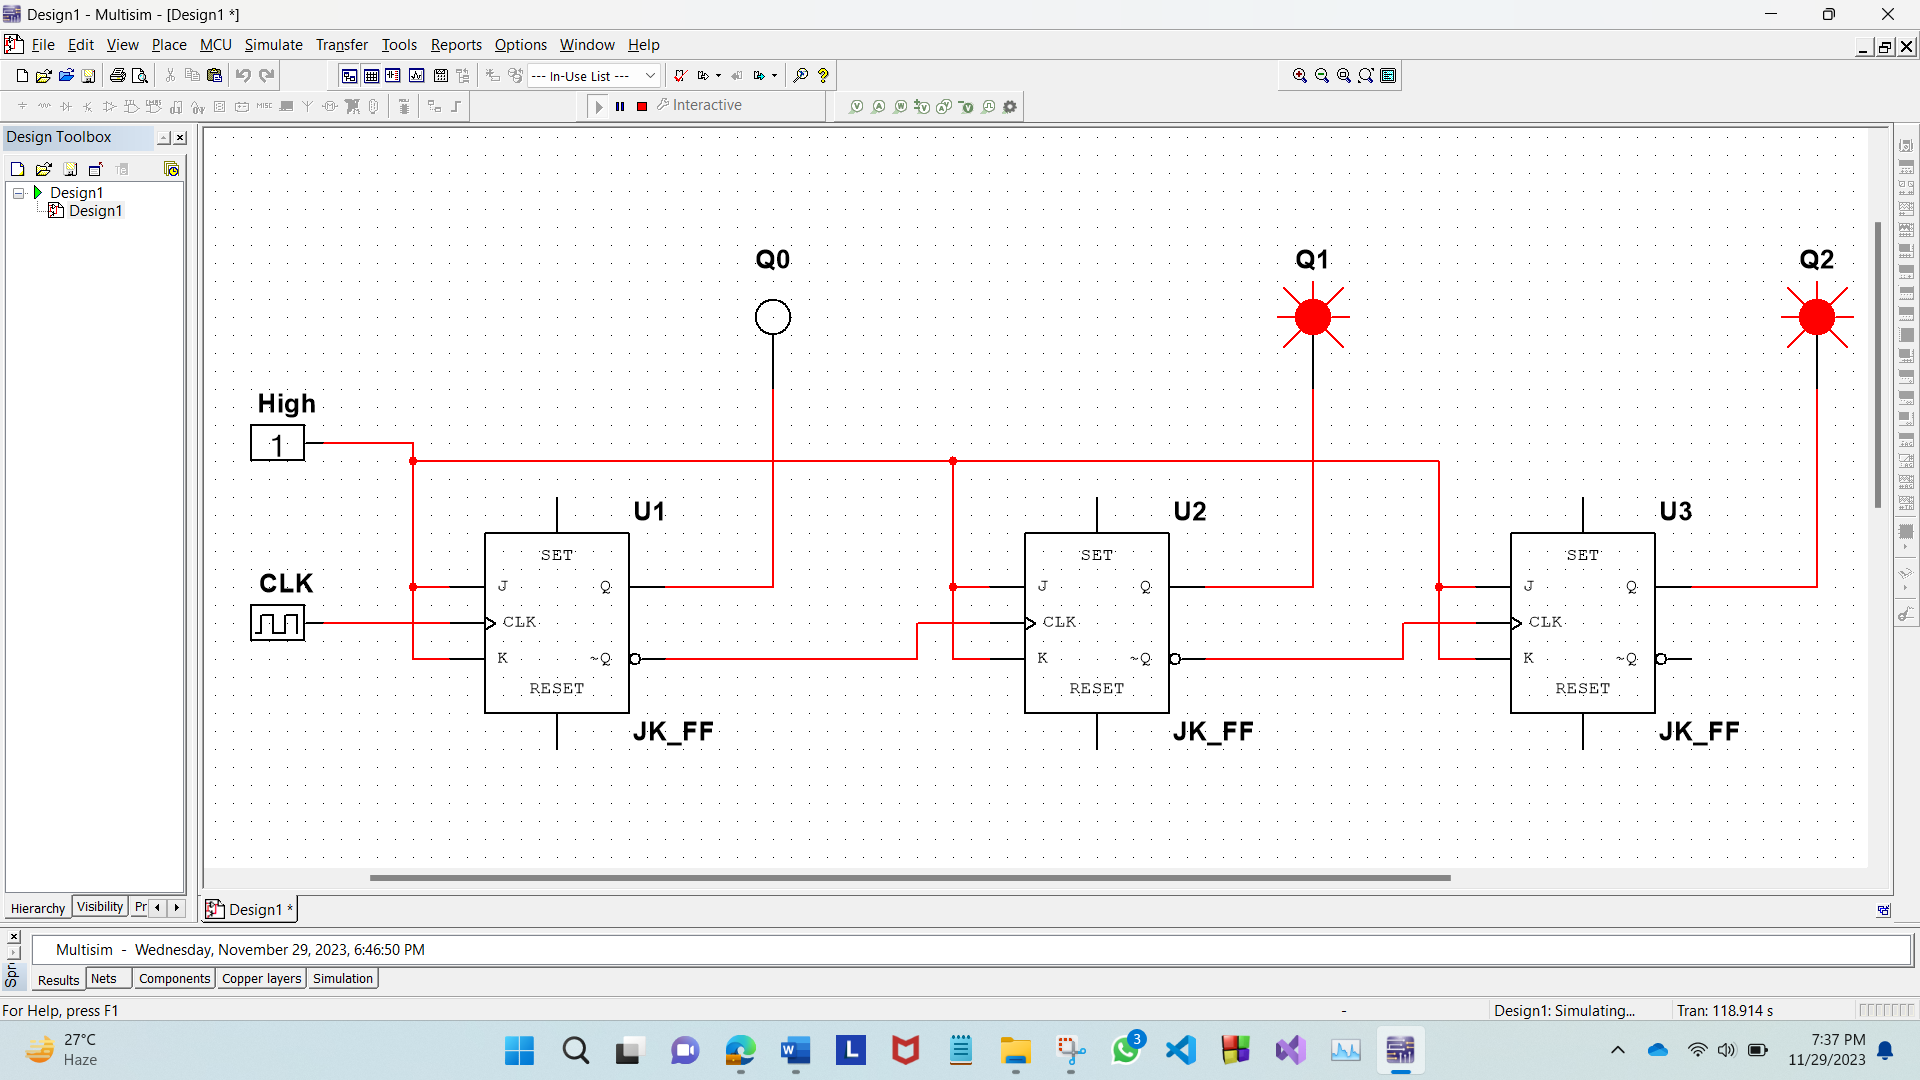 Design1 - Multisim - [Design1 *]
File Edit View Place MCU Simulate Transfer Tools Reports Options Window Help
--- In-Use List ---
Interactive
Design Toolbox
Design1
Design1
Q0 Q1 Q2
High
1
U1 U2 U3
SET SET SET
CLK
J Q J Q J Q
CLK CLK CLK
K ~Q K ~Q K ~Q
RESET RESET RESET
JK_FF JK_FF JK_FF
Hierarchy Visibility Pr
Design1 *
Multisim - Wednesday, November 29, 2023, 6:46:50 PM
Spr
Results Nets Components Copper layers Simulation
For Help, press F1 - Design1: Simulating... Tran: 118.914 s
27°C
Haze
3
7:37 PM
11/29/2023